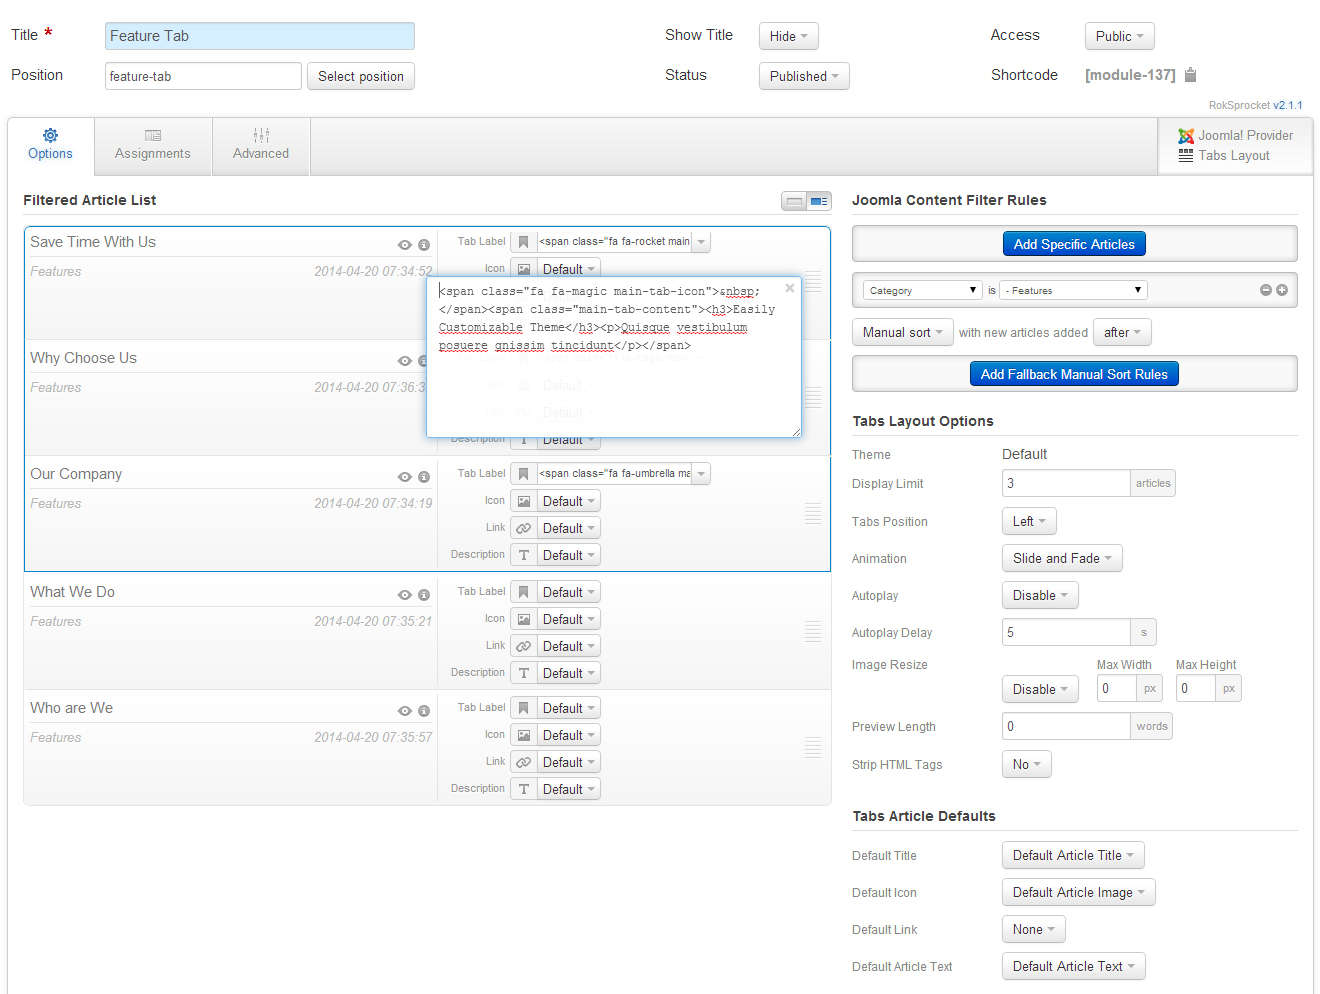 Title *
Feature Tab
Show Title
Hide
Access
Public
Position
feature-tab
Select position
Status
Published
Shortcode
[module-137]
RokSprocket v2.1.1
Options
Assignments
Advanced
Joomla! Provider
Tabs Layout
Filtered Article List
Save Time With Us
Features
2014-04-20 07:34:52
Tab Label
<span class="fa fa-rocket main
Icon
Default
<span class="fa fa-magic main-tab-icon">&nbsp;
</span><span class="main-tab-content"><h3>Easily
Customizable Theme</h3><p>Quisque vestibulum
posuere gnissim tincidunt</p></span>
Why Choose Us
Features
2014-04-20 07:36:3
Default
Default
Description
Default
Our Company
Features
2014-04-20 07:34:19
Tab Label
<span class="fa fa-umbrella ma
Icon
Default
Link
Default
Description
Default
What We Do
Features
2014-04-20 07:35:21
Tab Label
Default
Icon
Default
Link
Default
Description
Default
Who are We
Features
2014-04-20 07:35:57
Tab Label
Default
Icon
Default
Link
Default
Description
Default
Joomla Content Filter Rules
Add Specific Articles
Category
is
- Features
Manual sort
with new articles added
after
Add Fallback Manual Sort Rules
Tabs Layout Options
Theme
Default
Display Limit
3
articles
Tabs Position
Left
Animation
Slide and Fade
Autoplay
Disable
Autoplay Delay
5
s
Image Resize
Disable
Max Width
0
px
Max Height
0
px
Preview Length
0
words
Strip HTML Tags
No
Tabs Article Defaults
Default Title
Default Article Title
Default Icon
Default Article Image
Default Link
None
Default Article Text
Default Article Text